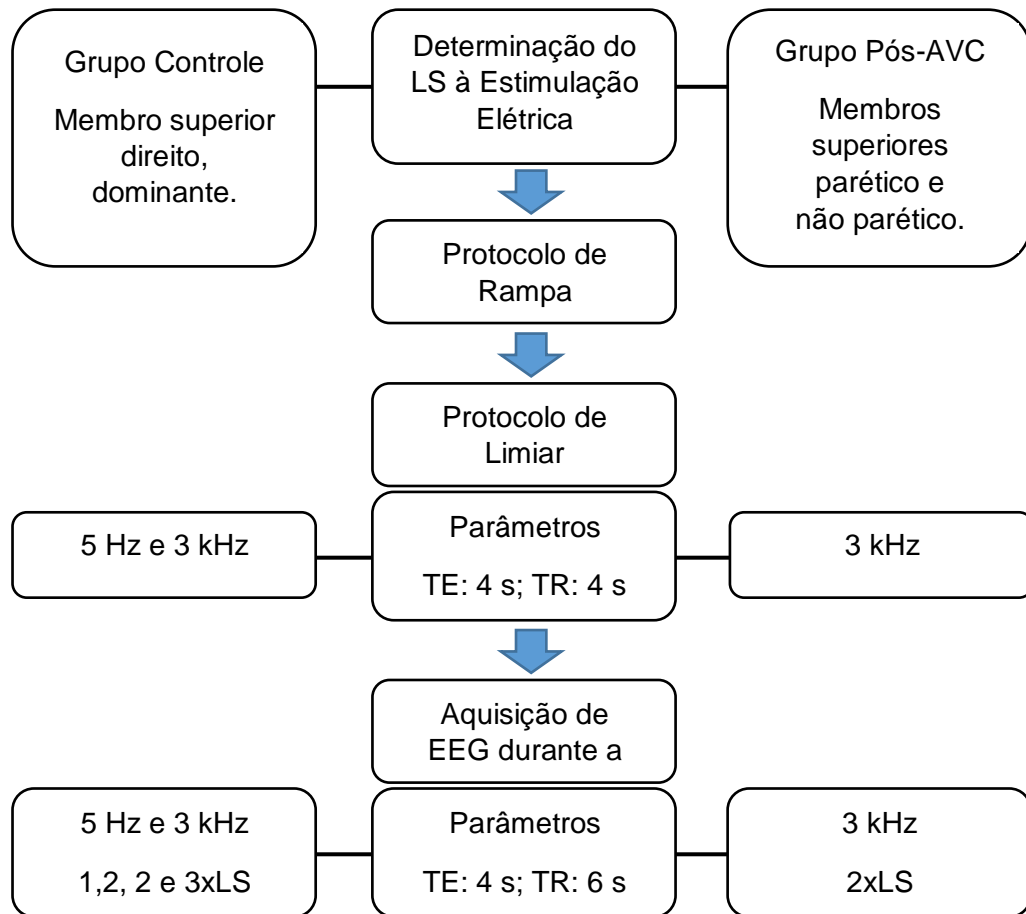 Grupo Controle
Membro superior
direito,
dominante.
Determinação do
LS à Estimulação
Elétrica
Grupo Pós-AVC
Membros
superiores
parético e
não parético.
Protocolo de
Rampa
Protocolo de
Limiar
5 Hz e 3 kHz
Parâmetros
TE: 4 s; TR: 4 s
3 kHz
Aquisição de
EEG durante a
5 Hz e 3 kHz
1,2, 2 e 3xLS
Parâmetros
TE: 4 s; TR: 6 s
3 kHz
2xLS